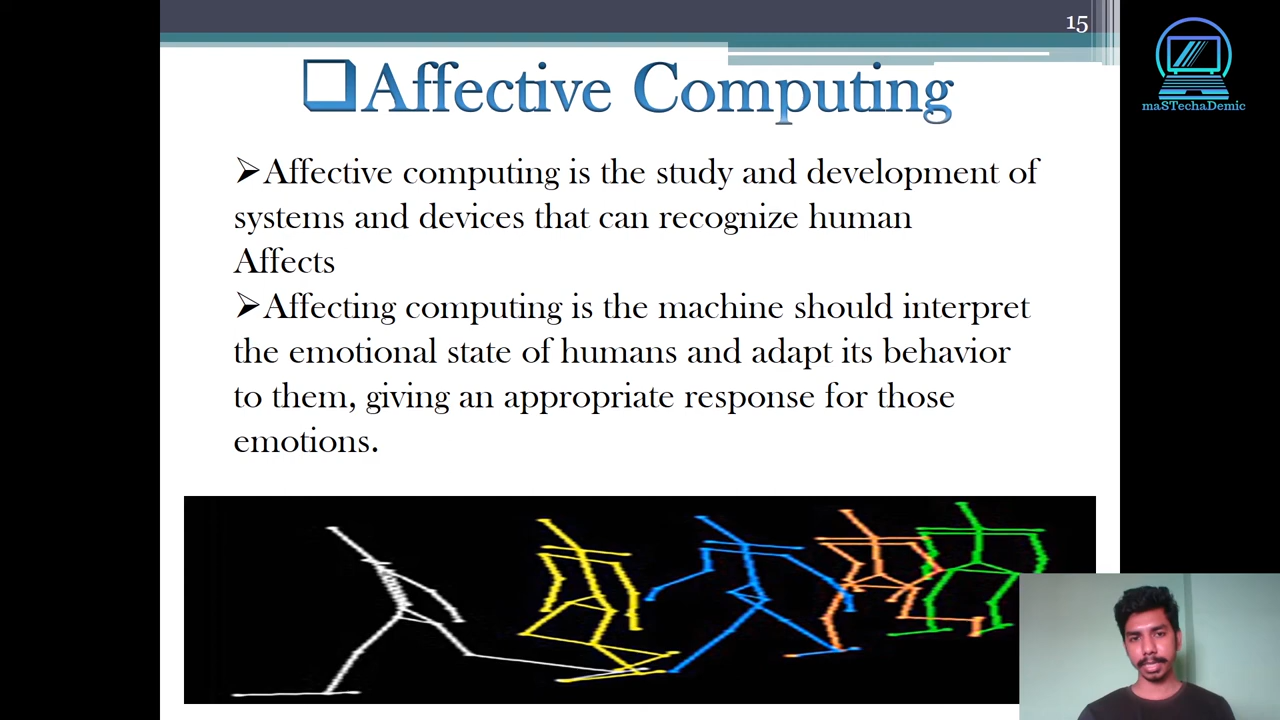 15
maSTechaDemic
Affective Computing
Affective computing is the study and development of
systems and devices that can recognize human
Affects
Affecting computing is the machine should interpret
the emotional state of humans and adapt its behavior
to them, giving an appropriate response for those
emotions.